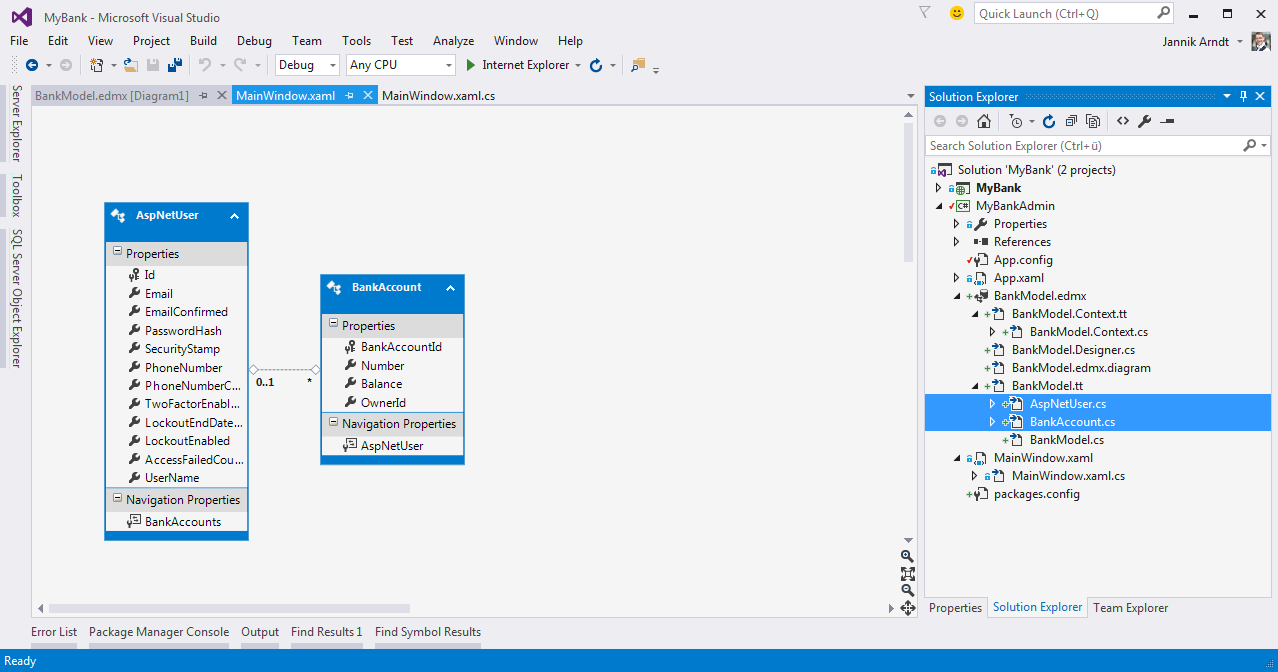 MyBank - Microsoft Visual Studio
Quick Launch (Ctrl+Q)
File Edit View Project Build Debug Team Tools Test Analyze Window Help
Jannik Arndt
Debug Any CPU Internet Explorer
Server Explorer
Toolbox
SQL Server Object Explorer
BankModel.edmx [Diagram1] MainWindow.xaml MainWindow.xaml.cs
AspNetUser
Properties
Id
Email
EmailConfirmed
PasswordHash
SecurityStamp
PhoneNumber
PhoneNumberC...
TwoFactorEnabl...
LockoutEndDate...
LockoutEnabled
AccessFailedCou...
UserName
Navigation Properties
BankAccounts
0..1 *
BankAccount
Properties
BankAccountId
Number
Balance
OwnerId
Navigation Properties
AspNetUser
Solution Explorer
Search Solution Explorer (Ctrl+ü)
Solution 'MyBank' (2 projects)
MyBank
C# MyBankAdmin
Properties
References
App.config
App.xaml
BankModel.edmx
BankModel.Context.tt
BankModel.Context.cs
BankModel.Designer.cs
BankModel.edmx.diagram
BankModel.tt
AspNetUser.cs
BankAccount.cs
BankModel.cs
MainWindow.xaml
MainWindow.xaml.cs
packages.config
Properties Solution Explorer Team Explorer
Error List Package Manager Console Output Find Results 1 Find Symbol Results
Ready